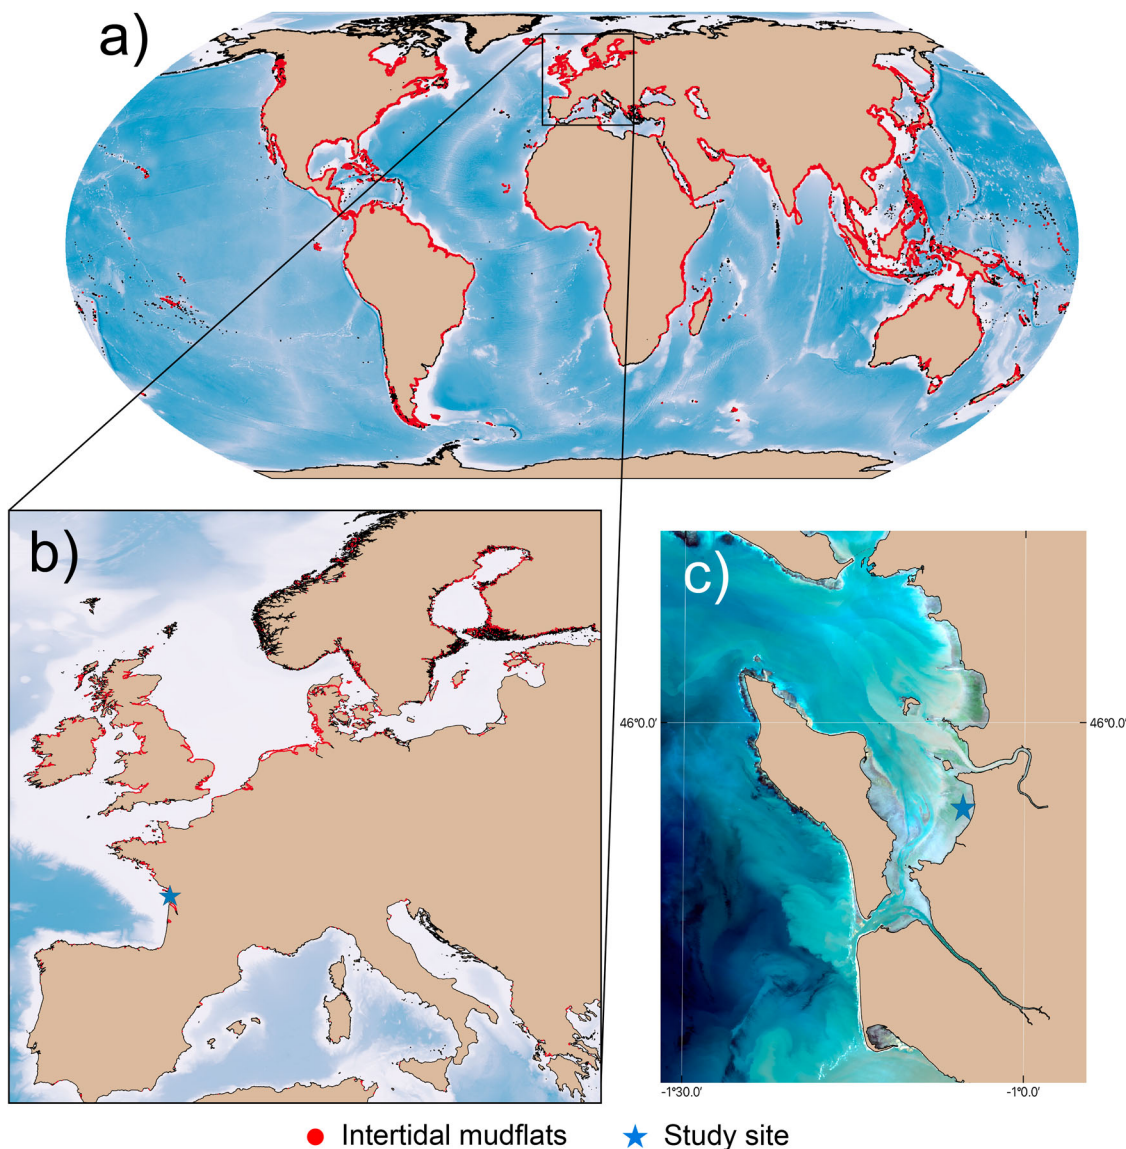 a)
b)
c)
46°0.0'
46°0.0'
-1°30.0'
-1°0.0'
Intertidal mudflats
Study site